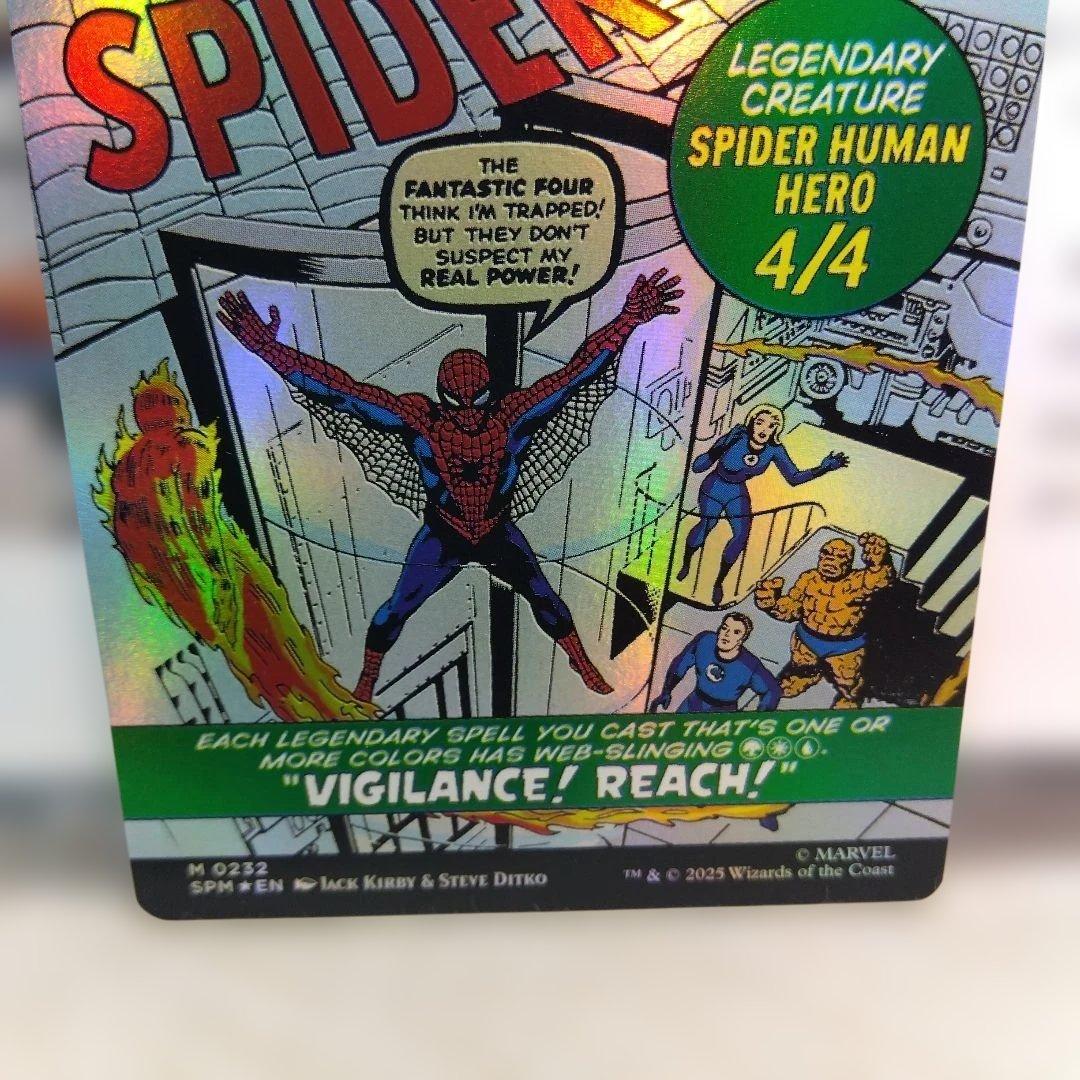 SPIDER
LEGENDARY
CREATURE
SPIDER HUMAN
HERO
4/4
THE
FANTASTIC FOUR
THINK I'M TRAPPED!
BUT THEY DON'T
SUSPECT MY
REAL POWER!
EACH LEGENDARY SPELL YOU CAST THAT'S ONE OR
MORE COLORS HAS WEB-SLINGING.
"VIGILANCE! REACH!"
M 0232
SPM★EN JACK KIRBY & STEVE DITKO
© MARVEL
™ & © 2025 Wizards of the Coast